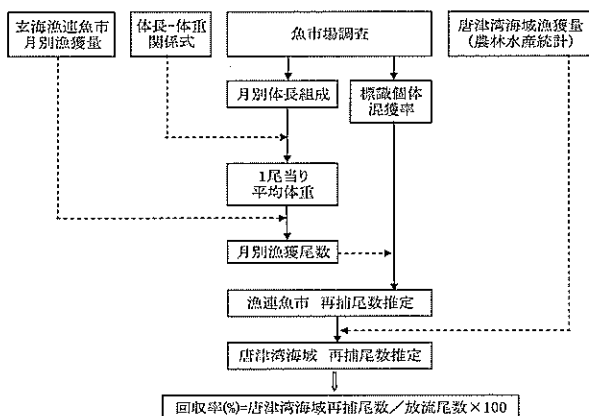 玄海漁連魚市
月別漁獲量
体長-体重
関係式
魚市場調査
唐津湾海域漁獲量
(農林水産統計)
月別体長組成
標識個体
混獲率
1尾当り
平均体重
月別漁獲尾数
漁連魚市 再捕尾数推定
唐津湾海域 再捕尾数推定
回収率(%)=唐津湾海域再捕尾数/放流尾数×100